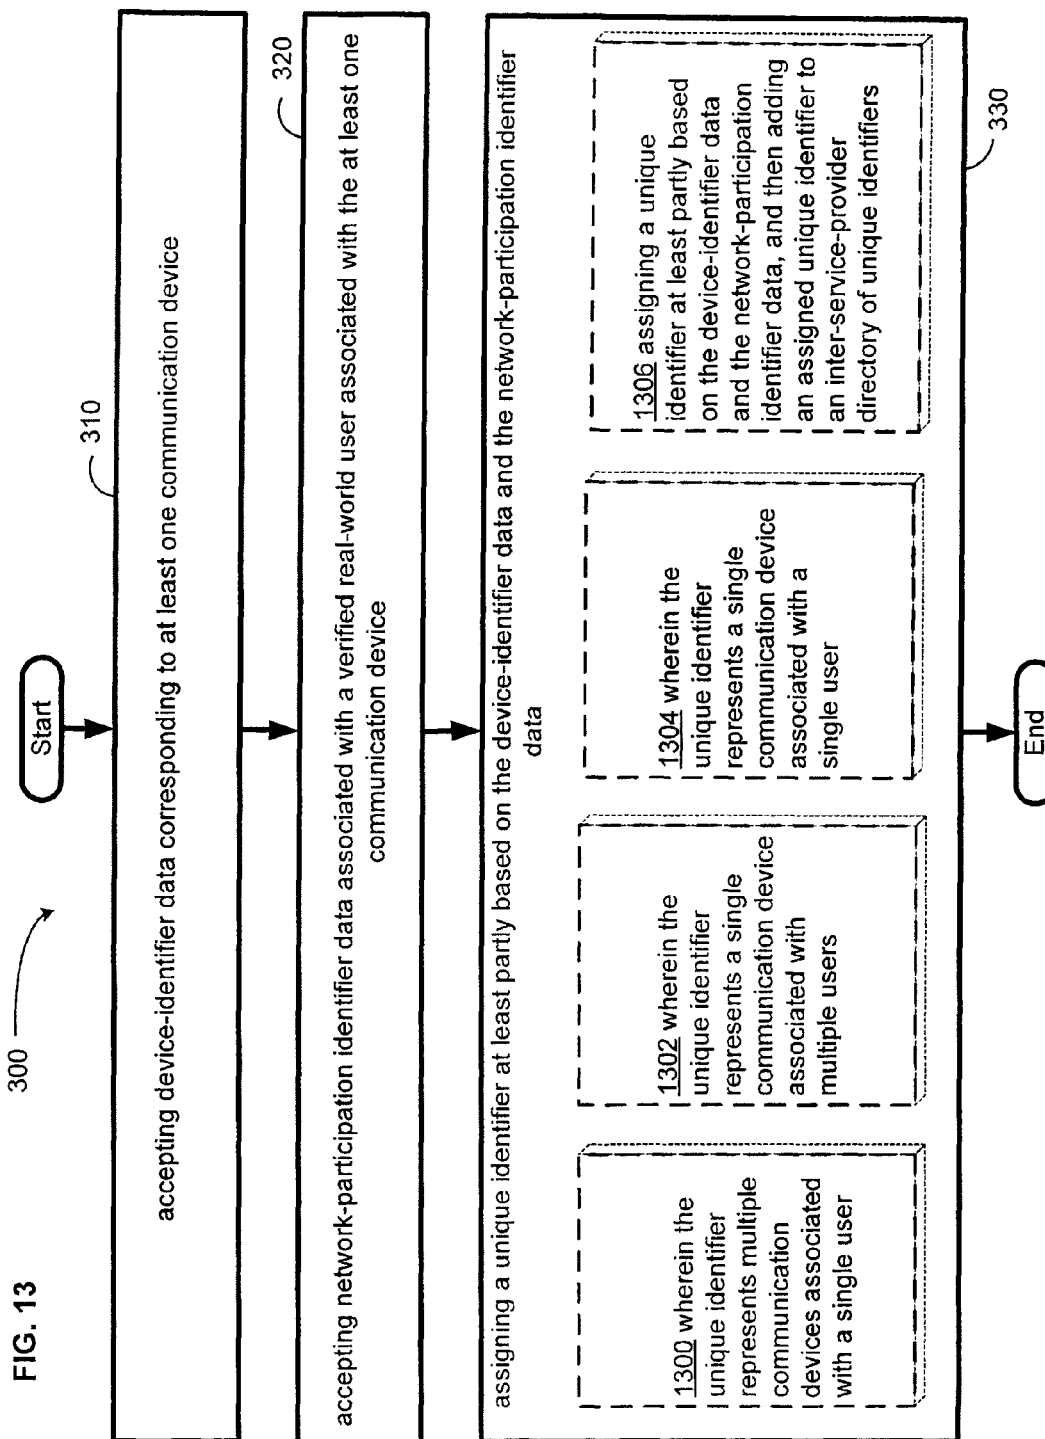 FIG. 13
300
Start
310
accepting device-identifier data corresponding to at least one communication device
320
accepting network-participation identifier data associated with a verified real-world user associated with the at least one
communication device
assigning a unique identifier at least partly based on the device-identifier data and the network-participation identifier
data
1300 wherein the
unique identifier
represents multiple
communication
devices associated
with a single user
1302 wherein the
unique identifier
represents a single
communication device
associated with
multiple users
1304 wherein the
unique identifier
represents a single
communication device
associated with a
single user
1306 assigning a unique
identifier at least partly based
on the device-identifier data
and the network-participation
identifier data, and then adding
an assigned unique identifier to
an inter-service-provider
directory of unique identifiers
330
End